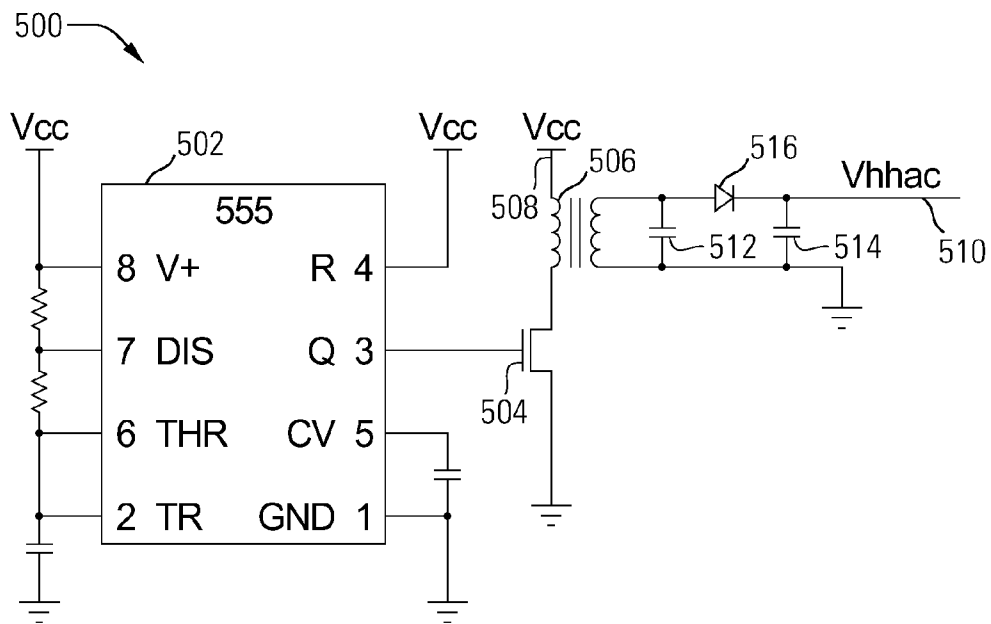 500
Vcc
502
Vcc
Vcc
506
516
Vhhac
555
508
512
514
510
8 V+
R 4
7 DIS
Q 3
504
6 THR
CV 5
2 TR
GND 1